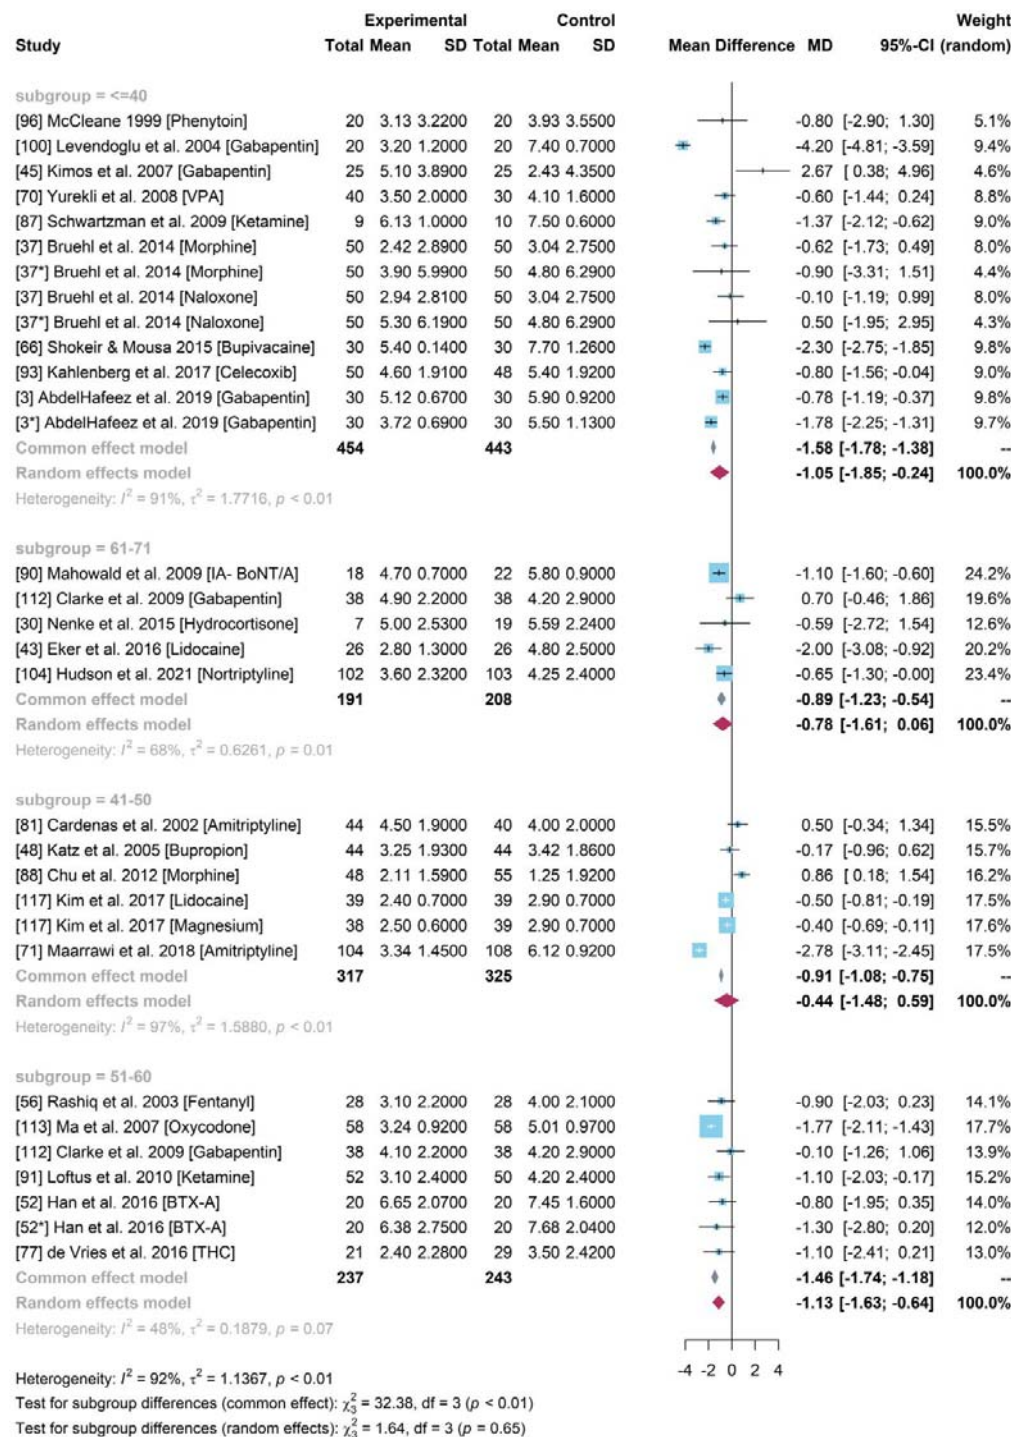 Experimental Control Weight
Study Total Mean SD Total Mean SD Mean Difference MD 95%-CI (random)
subgroup = <=40
[96] McCleane 1999 [Phenytoin] 20 3.13 3.2200 20 3.93 3.5500 -0.80 [-2.90; 1.30] 5.1%
[100] Levendoglu et al. 2004 [Gabapentin] 20 3.20 1.2000 20 7.40 0.7000 -4.20 [-4.81; -3.59] 9.4%
[45] Kimos et al. 2007 [Gabapentin] 25 5.10 3.8900 25 2.43 4.3500 2.67 [ 0.38; 4.96] 4.6%
[70] Yurekli et al. 2008 [VPA] 40 3.50 2.0000 30 4.10 1.6000 -0.60 [-1.44; 0.24] 8.8%
[87] Schwartzman et al. 2009 [Ketamine] 9 6.13 1.0000 10 7.50 0.6000 -1.37 [-2.12; -0.62] 9.0%
[37] Bruehl et al. 2014 [Morphine] 50 2.42 2.8900 50 3.04 2.7500 -0.62 [-1.73; 0.49] 8.0%
[37*] Bruehl et al. 2014 [Morphine] 50 3.90 5.9900 50 4.80 6.2900 -0.90 [-3.31; 1.51] 4.4%
[37] Bruehl et al. 2014 [Naloxone] 50 2.94 2.8100 50 3.04 2.7500 -0.10 [-1.19; 0.99] 8.0%
[37*] Bruehl et al. 2014 [Naloxone] 50 5.30 6.1900 50 4.80 6.2900 0.50 [-1.95; 2.95] 4.3%
[66] Shokeir & Mousa 2015 [Bupivacaine] 30 5.40 0.1400 30 7.70 1.2600 -2.30 [-2.75; -1.85] 9.8%
[93] Kahlenberg et al. 2017 [Celecoxib] 50 4.60 1.9100 48 5.40 1.9200 -0.80 [-1.56; -0.04] 9.0%
[3] AbdelHafeez et al. 2019 [Gabapentin] 30 5.12 0.6700 30 5.90 0.9200 -0.78 [-1.19; -0.37] 9.8%
[3*] AbdelHafeez et al. 2019 [Gabapentin] 30 3.72 0.6900 30 5.50 1.1300 -1.78 [-2.25; -1.31] 9.7%
Common effect model 454 443 -1.58 [-1.78; -1.38] --
Random effects model -1.05 [-1.85; -0.24] 100.0%
Heterogeneity: I² = 91%, τ² = 1.7716, p < 0.01
subgroup = 61-71
[90] Mahowald et al. 2009 [IA- BoNT/A] 18 4.70 0.7000 22 5.80 0.9000 -1.10 [-1.60; -0.60] 24.2%
[112] Clarke et al. 2009 [Gabapentin] 38 4.90 2.2000 38 4.20 2.9000 0.70 [-0.46; 1.86] 19.6%
[30] Nenke et al. 2015 [Hydrocortisone] 7 5.00 2.5300 19 5.59 2.2400 -0.59 [-2.72; 1.54] 12.6%
[43] Eker et al. 2016 [Lidocaine] 26 2.80 1.3000 26 4.80 2.5000 -2.00 [-3.08; -0.92] 20.2%
[104] Hudson et al. 2021 [Nortriptyline] 102 3.60 2.3200 103 4.25 2.4000 -0.65 [-1.30; -0.00] 23.4%
Common effect model 191 208 -0.89 [-1.23; -0.54] --
Random effects model -0.78 [-1.61; 0.06] 100.0%
Heterogeneity: I² = 68%, τ² = 0.6261, p = 0.01
subgroup = 41-50
[81] Cardenas et al. 2002 [Amitriptyline] 44 4.50 1.9000 40 4.00 2.0000 0.50 [-0.34; 1.34] 15.5%
[48] Katz et al. 2005 [Bupropion] 44 3.25 1.9300 44 3.42 1.8600 -0.17 [-0.96; 0.62] 15.7%
[88] Chu et al. 2012 [Morphine] 48 2.11 1.5900 55 1.25 1.9200 0.86 [ 0.18; 1.54] 16.2%
[117] Kim et al. 2017 [Lidocaine] 39 2.40 0.7000 39 2.90 0.7000 -0.50 [-0.81; -0.19] 17.5%
[117] Kim et al. 2017 [Magnesium] 38 2.50 0.6000 39 2.90 0.7000 -0.40 [-0.69; -0.11] 17.6%
[71] Maarrawi et al. 2018 [Amitriptyline] 104 3.34 1.4500 108 6.12 0.9200 -2.78 [-3.11; -2.45] 17.5%
Common effect model 317 325 -0.91 [-1.08; -0.75] --
Random effects model -0.44 [-1.48; 0.59] 100.0%
Heterogeneity: I² = 97%, τ² = 1.5880, p < 0.01
subgroup = 51-60
[56] Rashiq et al. 2003 [Fentanyl] 28 3.10 2.2000 28 4.00 2.1000 -0.90 [-2.03; 0.23] 14.1%
[113] Ma et al. 2007 [Oxycodone] 58 3.24 0.9200 58 5.01 0.9700 -1.77 [-2.11; -1.43] 17.7%
[112] Clarke et al. 2009 [Gabapentin] 38 4.10 2.2000 38 4.20 2.9000 -0.10 [-1.26; 1.06] 13.9%
[91] Loftus et al. 2010 [Ketamine] 52 3.10 2.4000 50 4.20 2.4000 -1.10 [-2.03; -0.17] 15.2%
[52] Han et al. 2016 [BTX-A] 20 6.65 2.0700 20 7.45 1.6000 -0.80 [-1.95; 0.35] 14.0%
[52*] Han et al. 2016 [BTX-A] 20 6.38 2.7500 20 7.68 2.0400 -1.30 [-2.80; 0.20] 12.0%
[77] de Vries et al. 2016 [THC] 21 2.40 2.2800 29 3.50 2.4200 -1.10 [-2.41; 0.21] 13.0%
Common effect model 237 243 -1.46 [-1.74; -1.18] --
Random effects model -1.13 [-1.63; -0.64] 100.0%
Heterogeneity: I² = 48%, τ² = 0.1879, p = 0.07
-4 -2 0 2 4
Heterogeneity: I² = 92%, τ² = 1.1367, p < 0.01
Test for subgroup differences (common effect): χ²₃ = 32.38, df = 3 (p < 0.01)
Test for subgroup differences (random effects): χ²₃ = 1.64, df = 3 (p = 0.65)